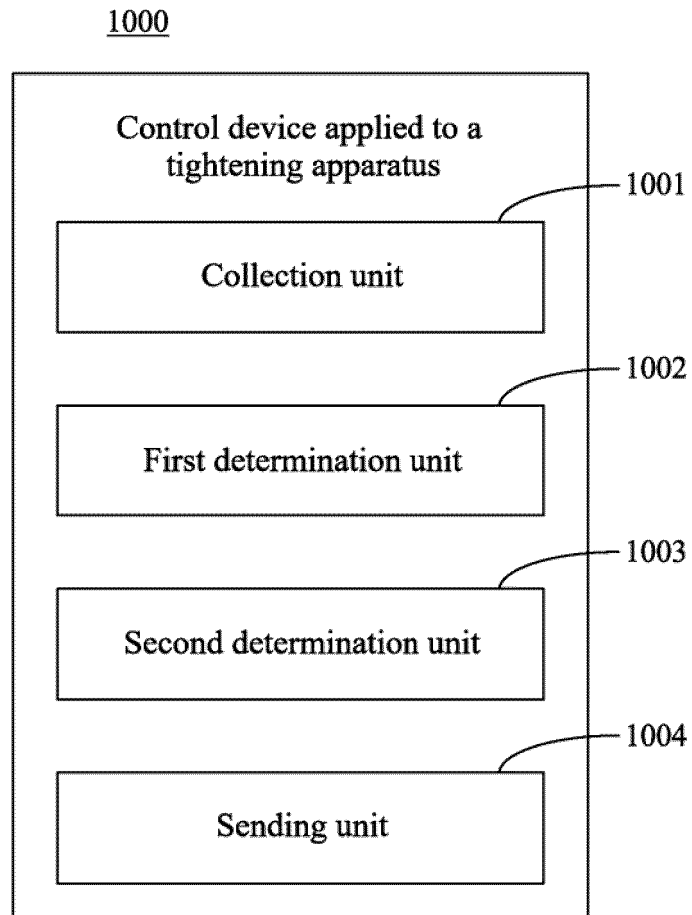 1000
Control device applied to a
tightening apparatus
1001
Collection unit
1002
First determination unit
1003
Second determination unit
1004
Sending unit